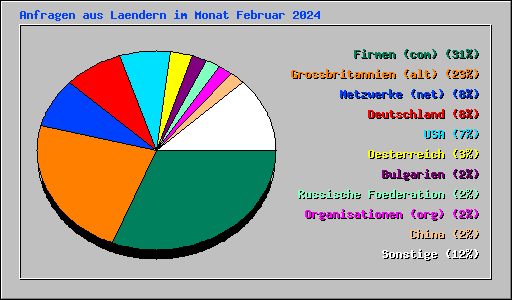 Anfragen aus Laendern im Monat Februar 2024
Firmen (com) (31%)
Grossbritannien (alt) (23%)
Netzwerke (net) (8%)
Deutschland (8%)
USA (7%)
Oesterreich (3%)
Bulgarien (2%)
Russische Foederation (2%)
Organisationen (org) (2%)
China (2%)
Sonstige (12%)